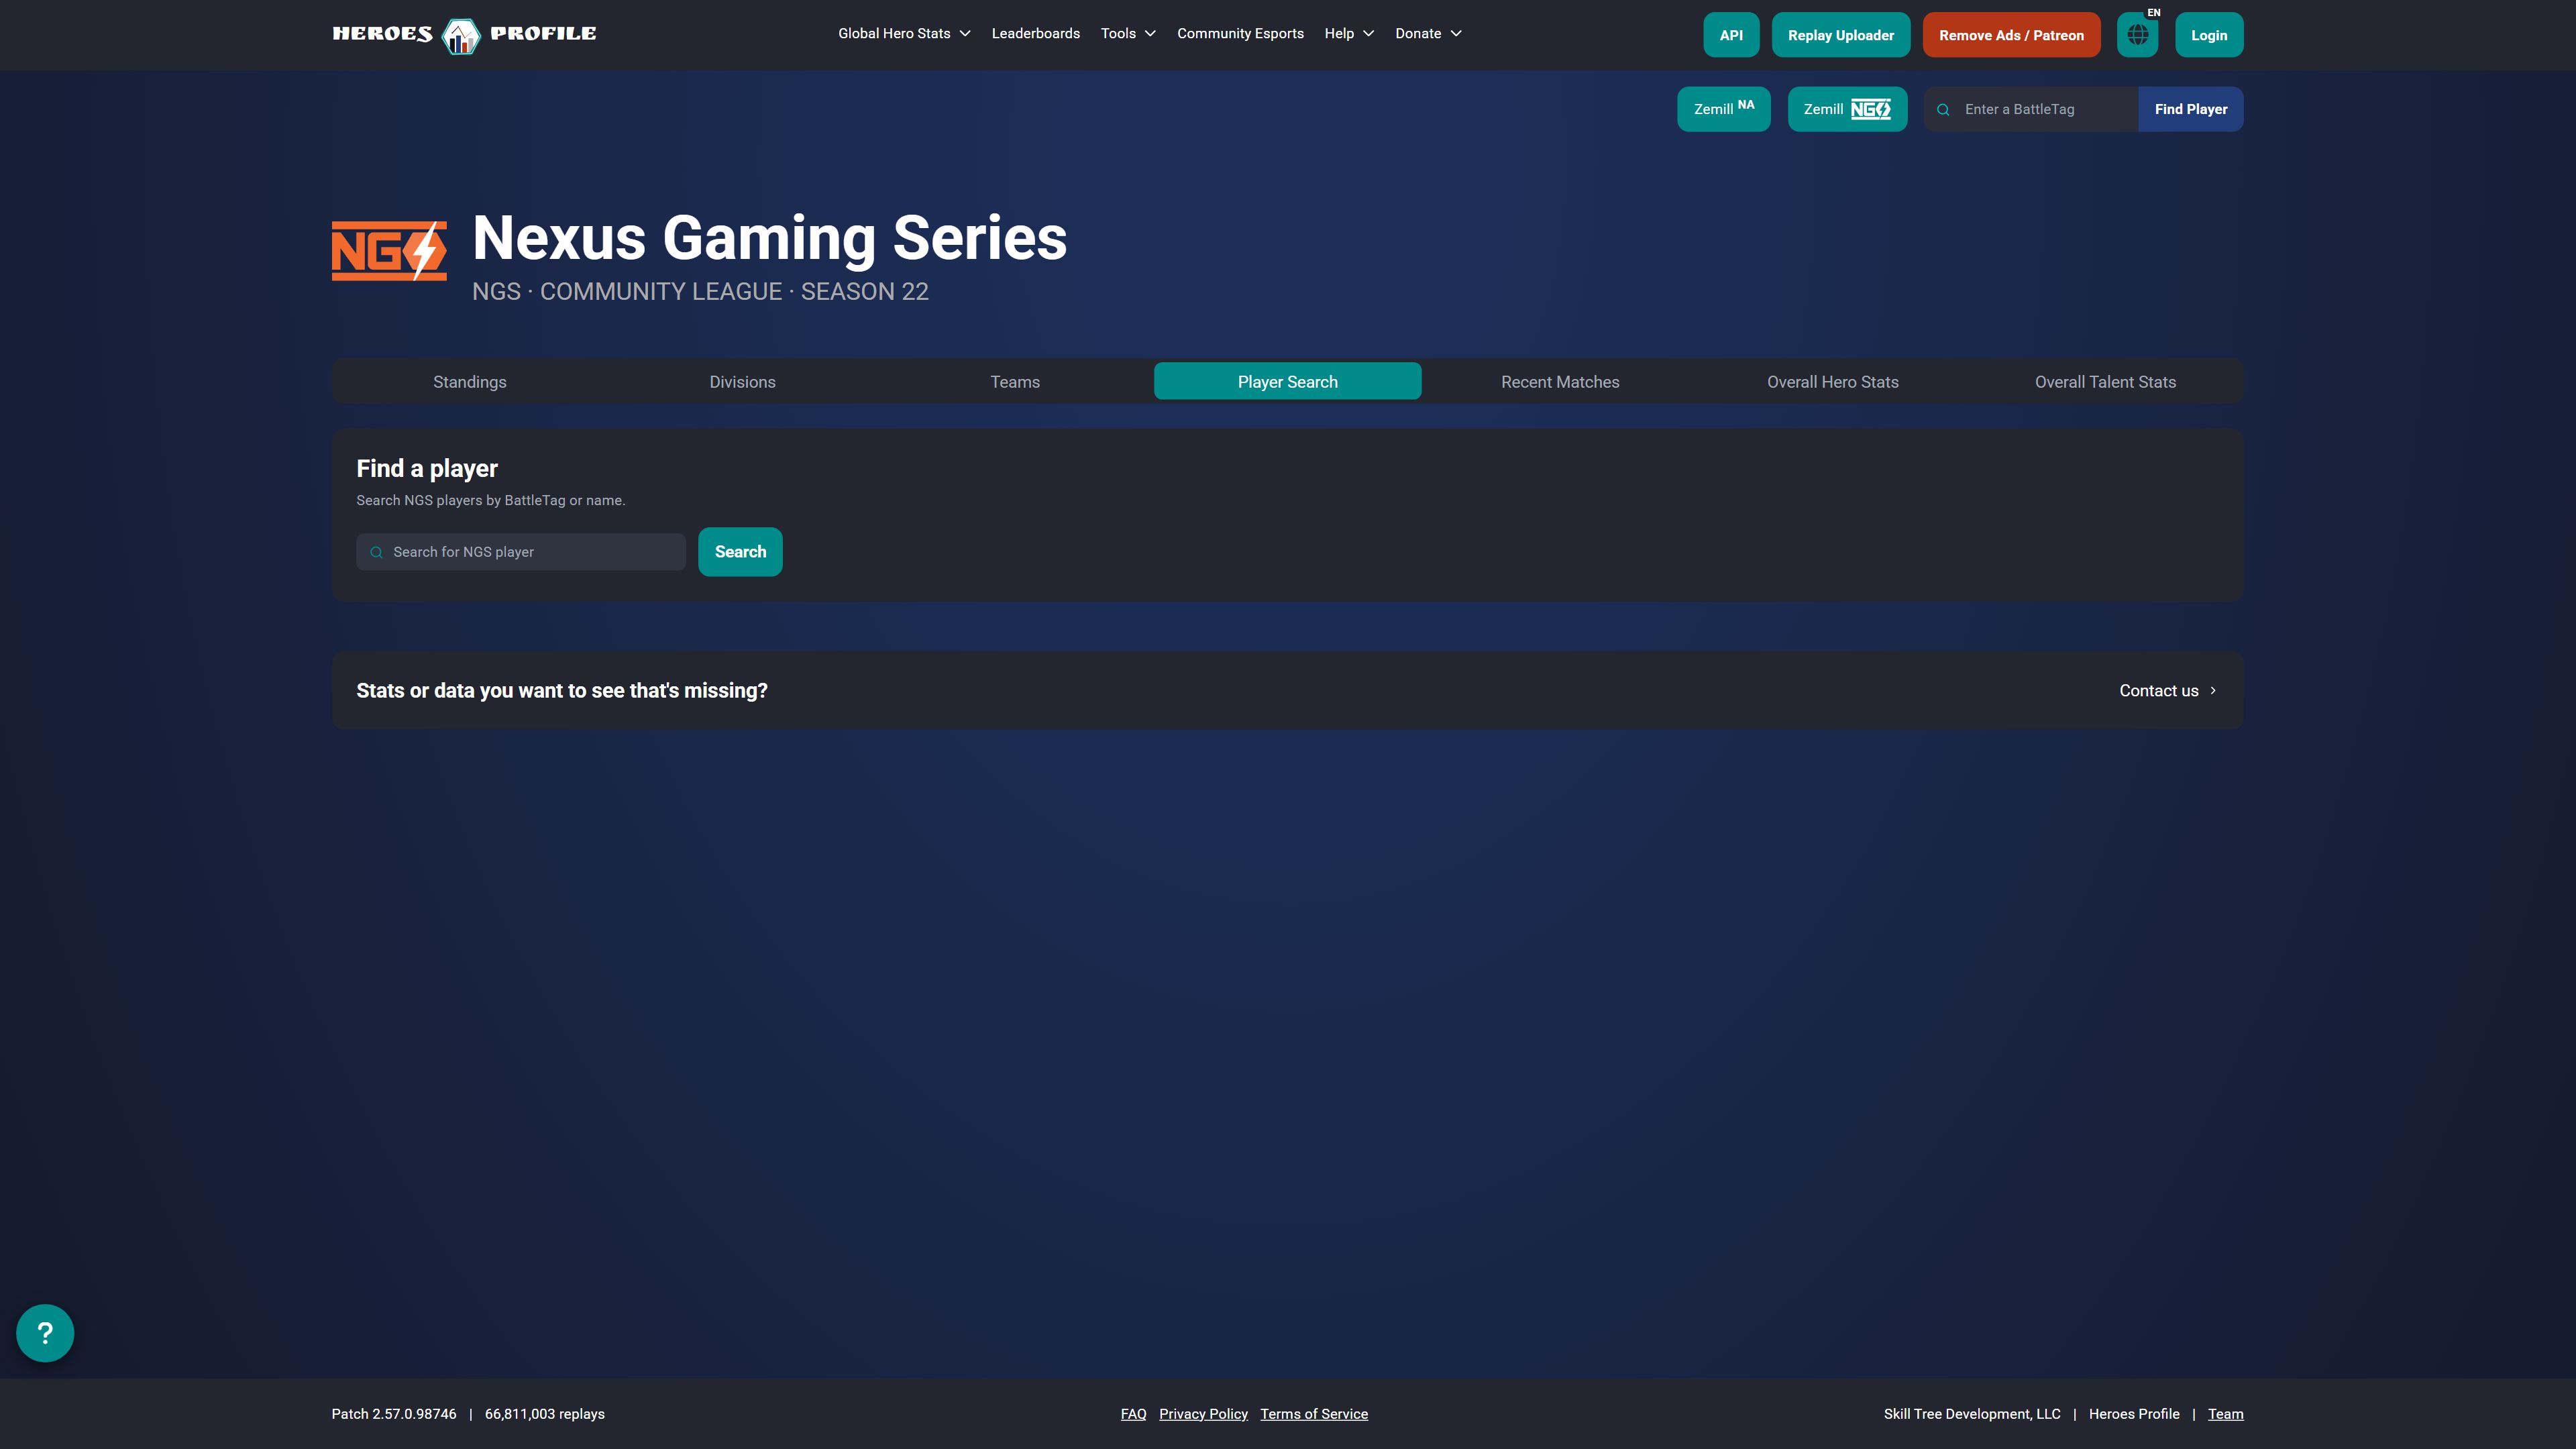 HEROES PROFILE
Global Hero Stats
Leaderboards
Tools
Community Esports
Help
Donate
API
Replay Uploader
Remove Ads / Patreon
EN
Login
Zemill NA
Zemill NGS
Enter a BattleTag
Find Player
NGS
Nexus Gaming Series
NGS · COMMUNITY LEAGUE · SEASON 22
Standings
Divisions
Teams
Player Search
Recent Matches
Overall Hero Stats
Overall Talent Stats
Find a player
Search NGS players by BattleTag or name.
Search for NGS player
Search
Stats or data you want to see that's missing?
Contact us
?
Patch 2.57.0.98746 | 66,811,003 replays
FAQ Privacy Policy Terms of Service
Skill Tree Development, LLC | Heroes Profile | Team